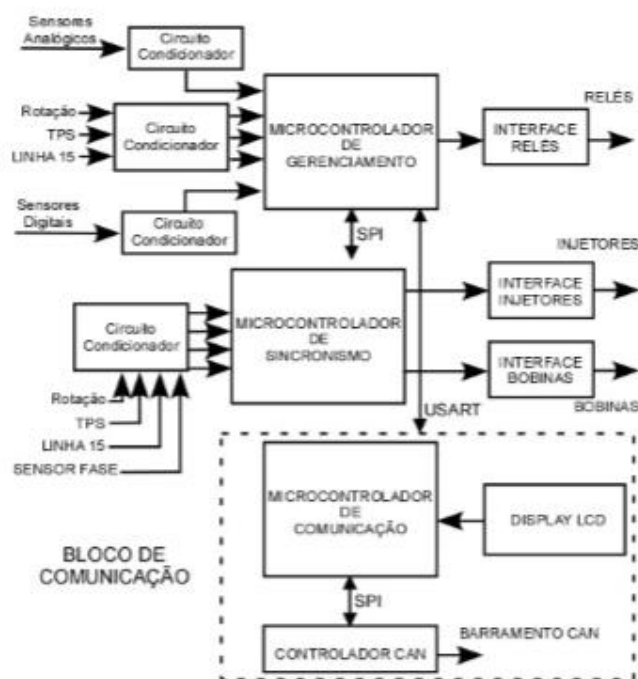 Sensores
Analógicos
Circuito
Condicionador
Rotação
TPS
LINHA 15
Circuito
Condicionador
Sensores
Digitais
Circuito
Condicionador
MICROCONTROLADOR
DE
GERENCIAMENTO
INTERFACE
RELÉS
RELÉS
SPI
Circuito
Condicionador
Rotação
TPS
LINHA 15
SENSOR FASE
MICROCONTROLADOR
DE
SINCRONISMO
INJETORES
INTERFACE
INJETORES
INTERFACE
BOBINAS
BOBINAS
USART
MICROCONTROLADOR
DE
COMUNICAÇÃO
DISPLAY LCD
BLOCO DE
COMUNICAÇÃO
SPI
CONTROLADOR CAN
BARRAMENTO CAN